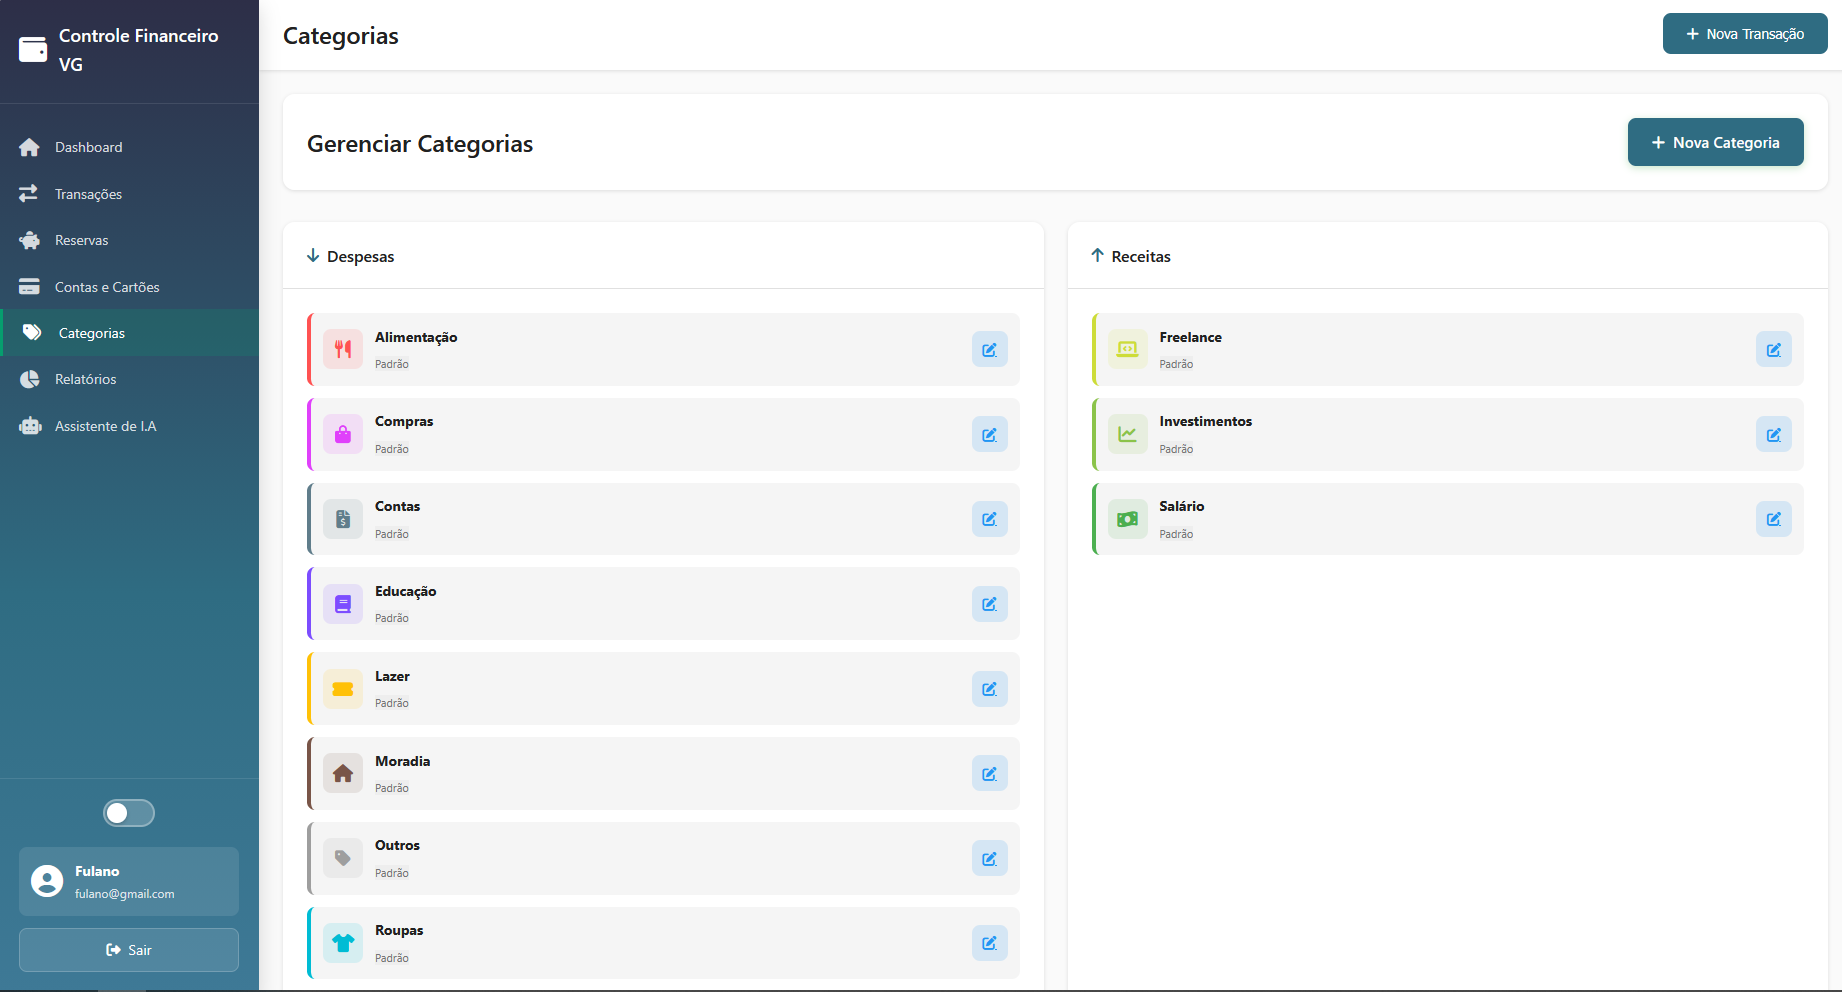 Controle Financeiro
VG
Dashboard
Transações
Reservas
Contas e Cartões
Categorias
Relatórios
Assistente de I.A
Fulano
fulano@gmail.com
Sair
Categorias
+ Nova Transação
Gerenciar Categorias
+ Nova Categoria
Despesas
Alimentação
Padrão
Compras
Padrão
Contas
Padrão
Educação
Padrão
Lazer
Padrão
Moradia
Padrão
Outros
Padrão
Roupas
Padrão
Receitas
Freelance
Padrão
Investimentos
Padrão
Salário
Padrão